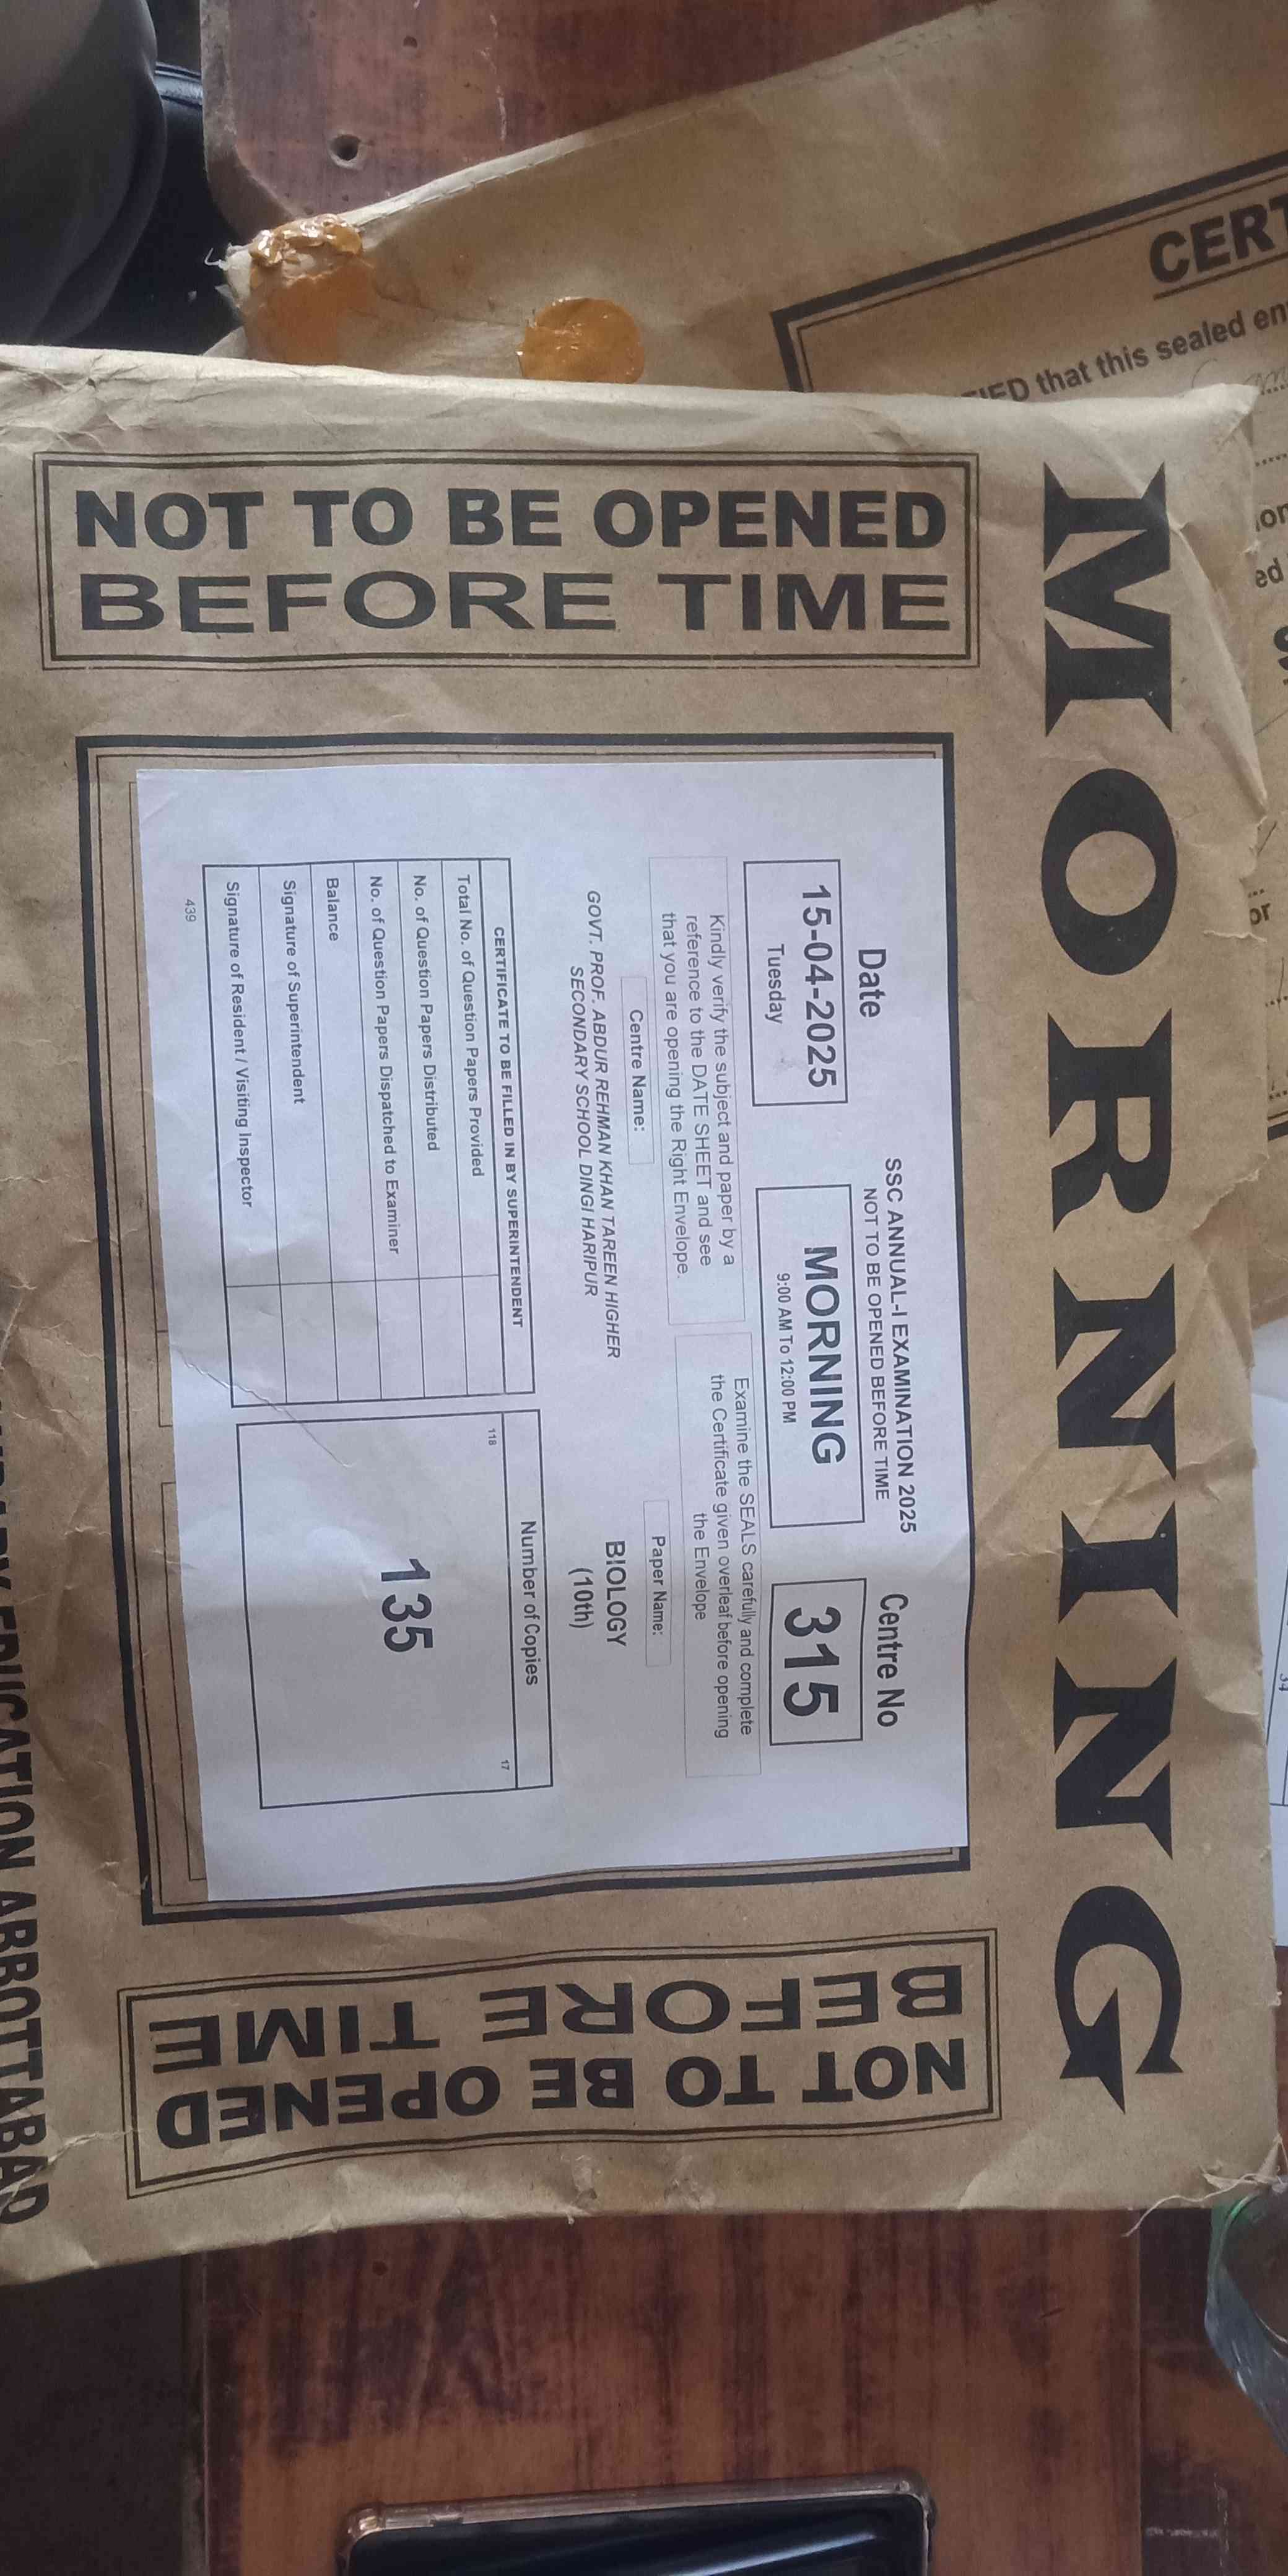 CERT
FIED that this sealed en
or
ed
or
MORNING
NOT TO BE OPENED
BEFORE TIME
SSC ANNUAL-I EXAMINATION 2025
NOT TO BE OPENED BEFORE TIME
Date
15-04-2025
Tuesday
MORNING
9:00 AM To 12:00 PM
Centre No
315
Kindly verify the subject and paper by a
reference to the DATE SHEET and see
that you are opening the Right Envelope.
Examine the SEALS carefully and complete
the Certificate given overleaf before opening
the Envelope
Centre Name:
GOVT. PROF. ABDUR REHMAN KHAN TAREEN HIGHER
SECONDARY SCHOOL DINGI HARIPUR
Paper Name:
BIOLOGY
(10th)
CERTIFICATE TO BE FILLED IN BY SUPERINTENDENT
Total No. of Question Papers Provided
No. of Question Papers Distributed
No. of Question Papers Dispatched to Examiner
Balance
Signature of Superintendent
Signature of Resident / Visiting Inspector
439
Number of Copies
118
17
135
NOT TO BE OPENED
BEFORE TIME
EDUCATION ABBOTTABAD
34